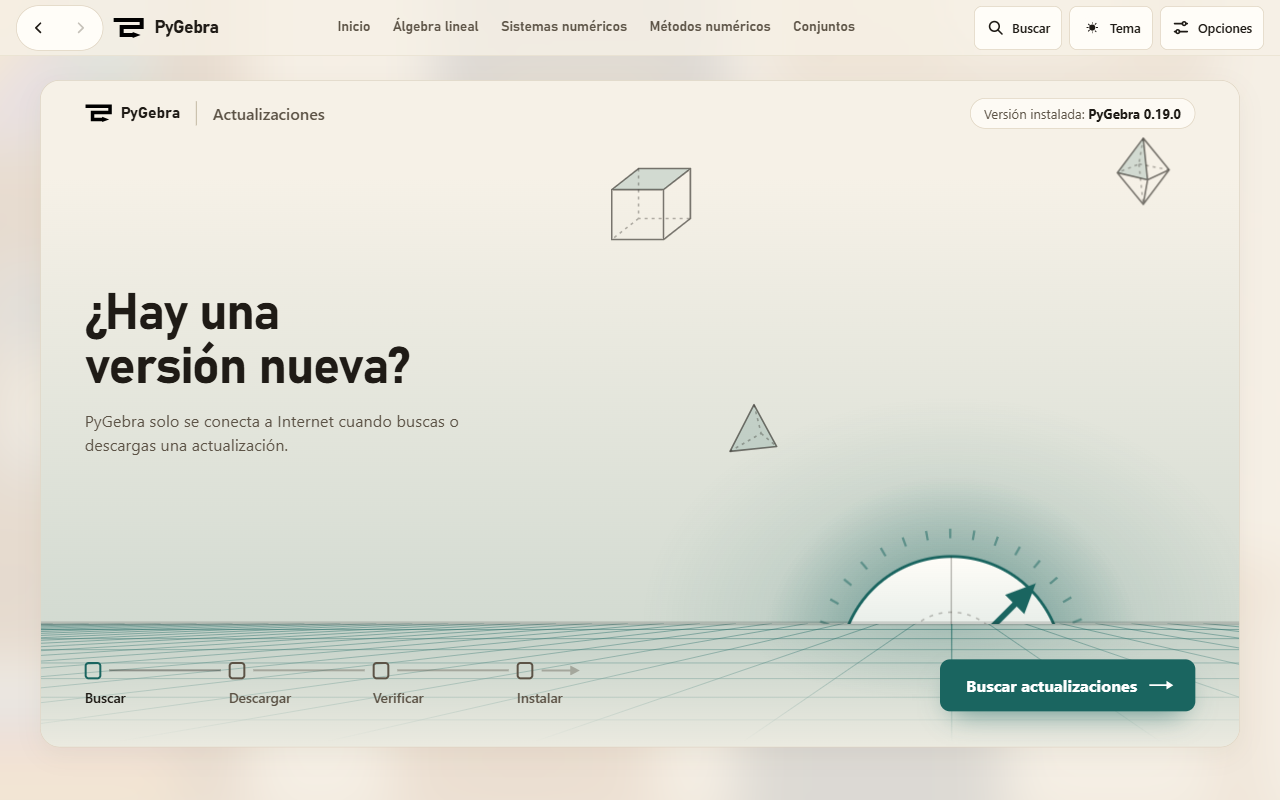 PyGebra
Inicio
Álgebra lineal
Sistemas numéricos
Métodos numéricos
Conjuntos
Buscar
Tema
Opciones
PyGebra
Actualizaciones
Versión instalada: PyGebra 0.19.0
¿Hay una
versión nueva?
PyGebra solo se conecta a Internet cuando buscas o
descargas una actualización.
Buscar
Descargar
Verificar
Instalar
Buscar actualizaciones